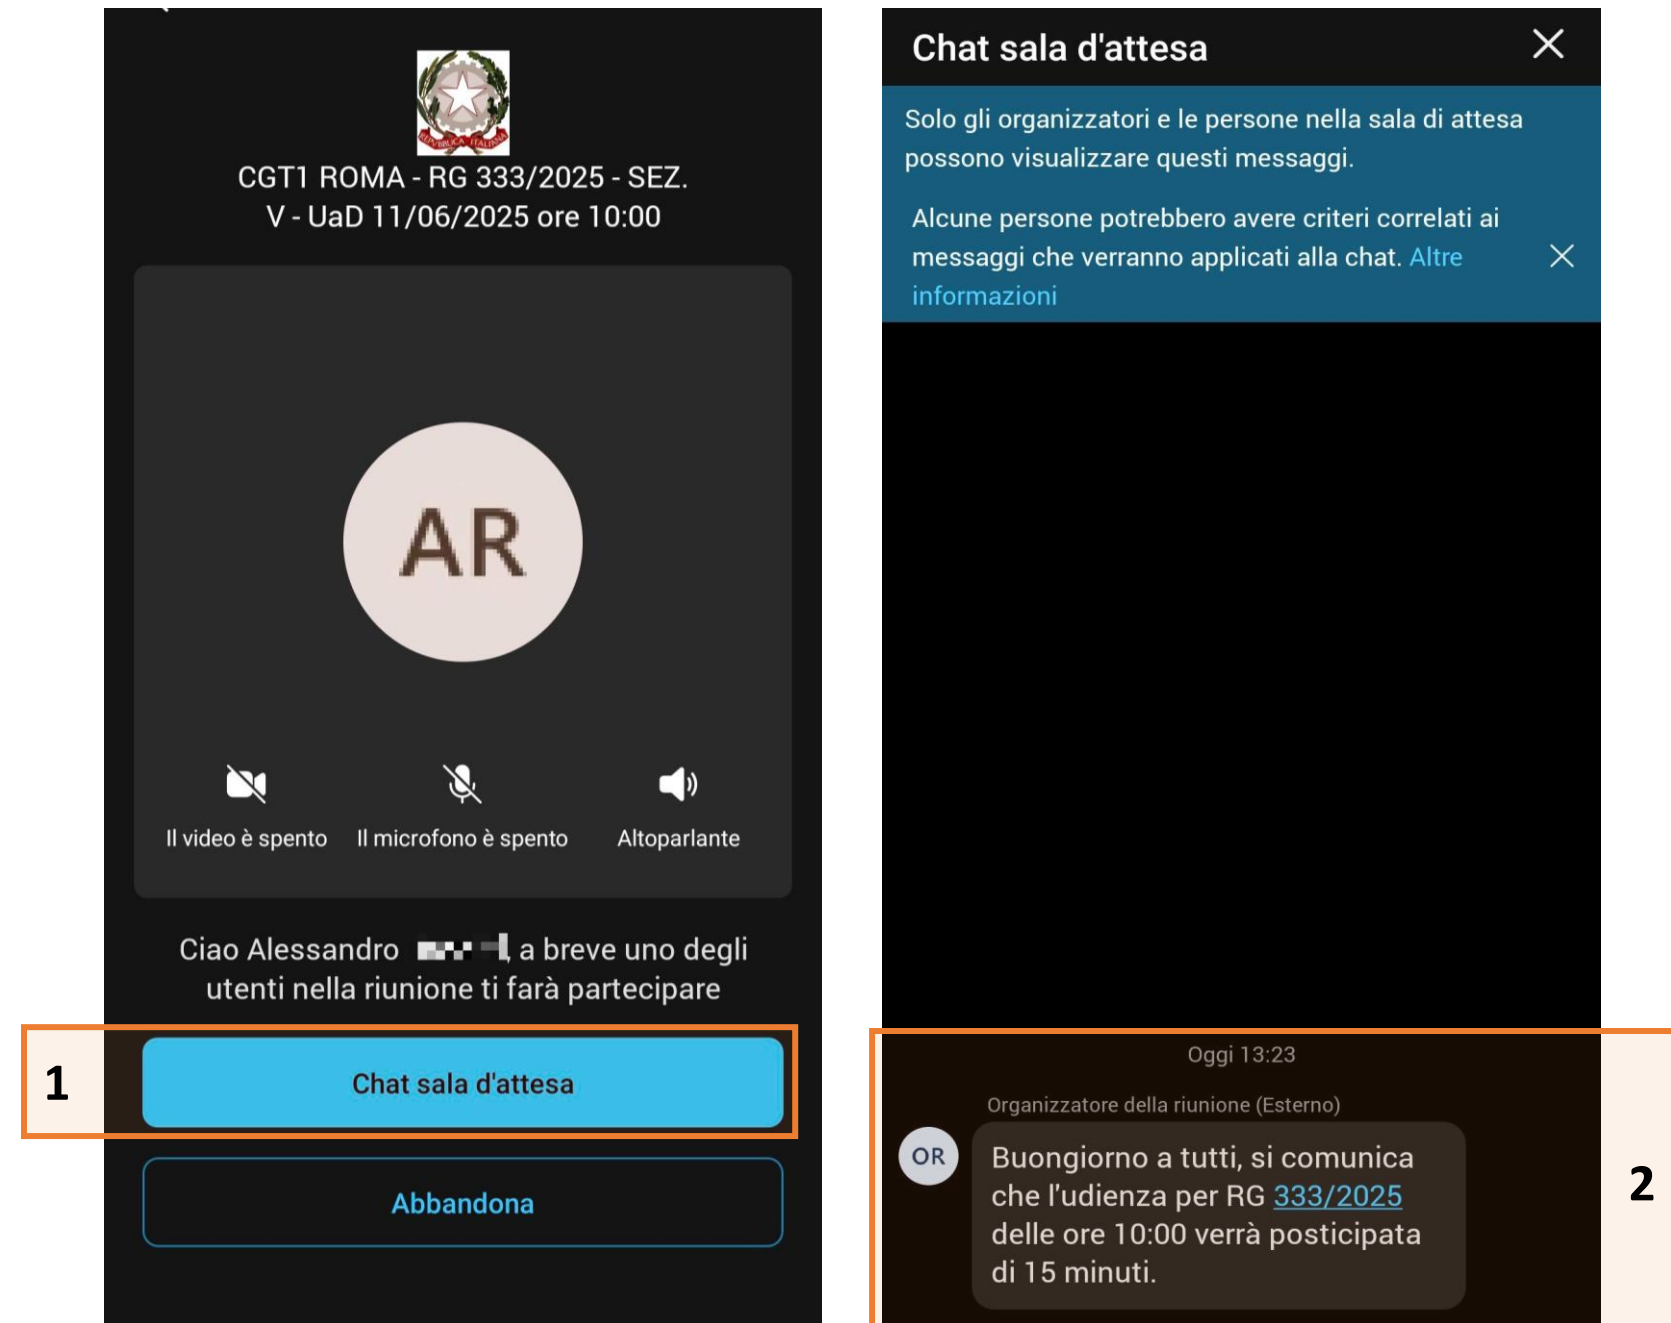 CGT1 ROMA - RG 333/2025 - SEZ.
V - UaD 11/06/2025 ore 10:00
AR
Il video è spento
Il microfono è spento
Altoparlante
Ciao Alessandro , a breve uno degli
utenti nella riunione ti farà partecipare
1
Chat sala d'attesa
Abbandona
Chat sala d'attesa
Solo gli organizzatori e le persone nella sala di attesa
possono visualizzare questi messaggi.
Alcune persone potrebbero avere criteri correlati ai
messaggi che verranno applicati alla chat. Altre
informazioni
Oggi 13:23
Organizzatore della riunione (Esterno)
OR
Buongiorno a tutti, si comunica
che l'udienza per RG 333/2025
delle ore 10:00 verrà posticipata
di 15 minuti.
2